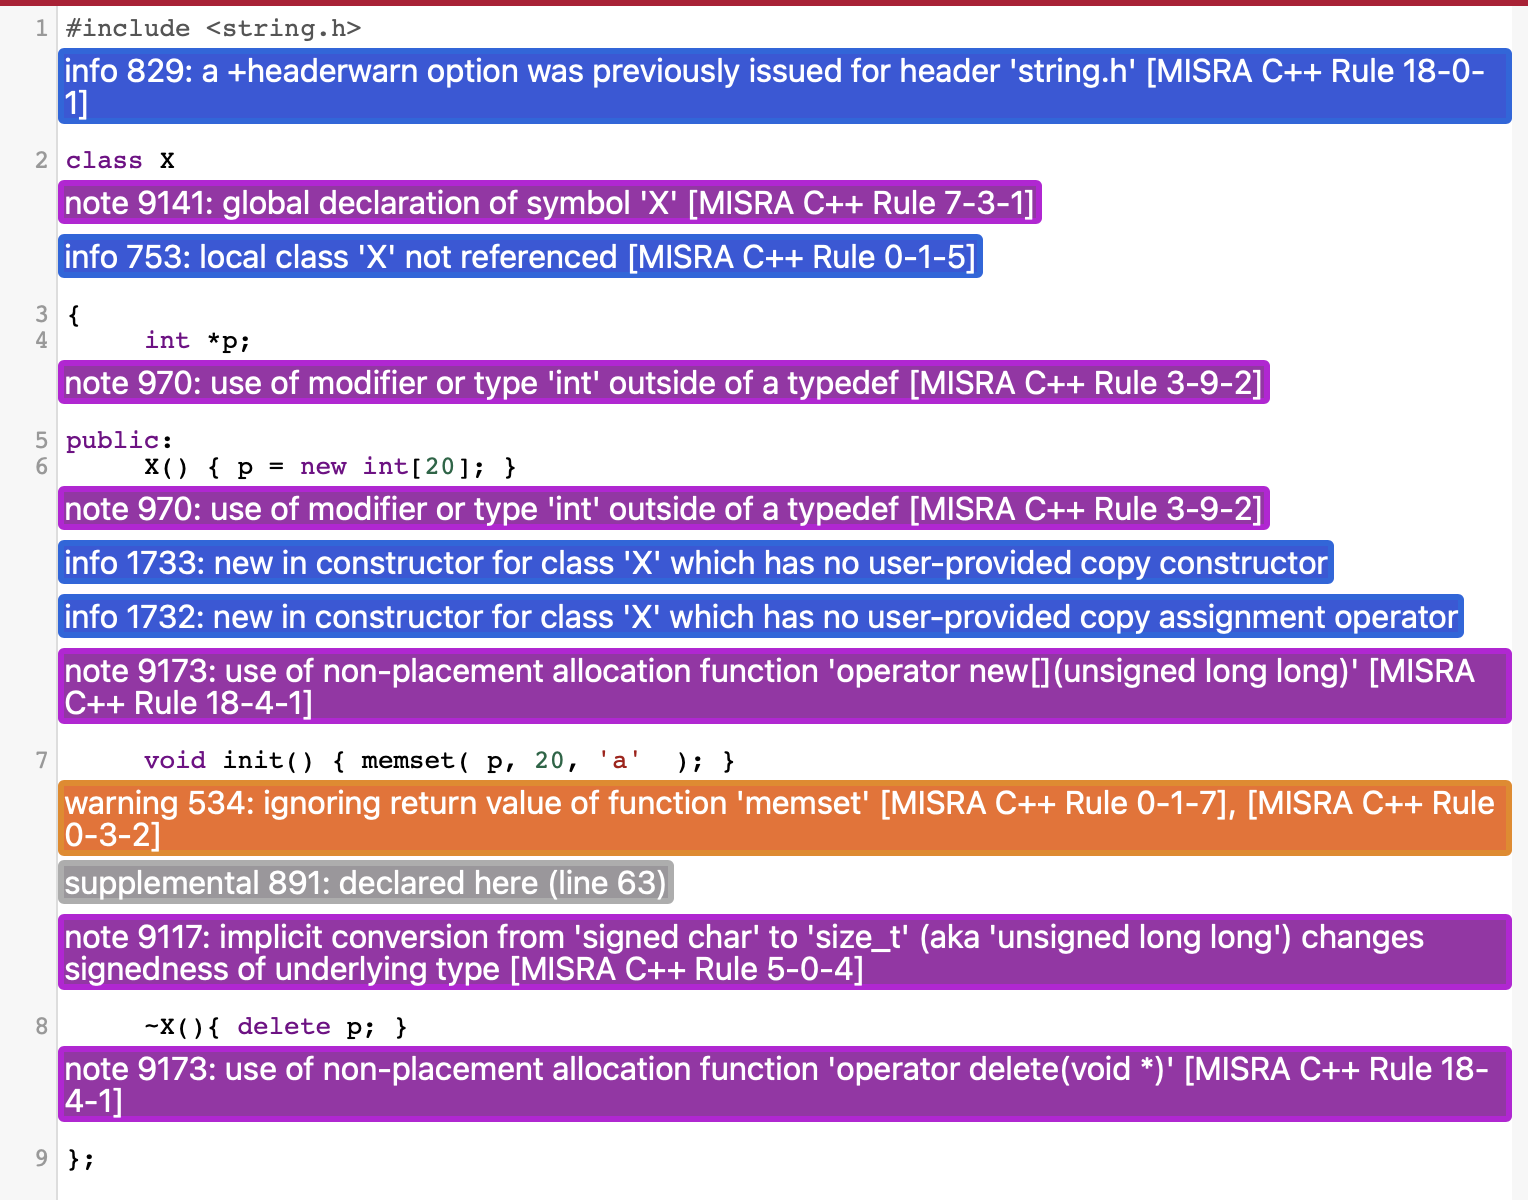 1 #include <string.h>
info 829: a +headerwarn option was previously issued for header 'string.h' [MISRA C++ Rule 18-0-
1]
2 class X
note 9141: global declaration of symbol 'X' [MISRA C++ Rule 7-3-1]
info 753: local class 'X' not referenced [MISRA C++ Rule 0-1-5]
3 {
4 int *p;
note 970: use of modifier or type 'int' outside of a typedef [MISRA C++ Rule 3-9-2]
5 public:
6 X() { p = new int[20]; }
note 970: use of modifier or type 'int' outside of a typedef [MISRA C++ Rule 3-9-2]
info 1733: new in constructor for class 'X' which has no user-provided copy constructor
info 1732: new in constructor for class 'X' which has no user-provided copy assignment operator
note 9173: use of non-placement allocation function 'operator new[](unsigned long long)' [MISRA
C++ Rule 18-4-1]
7 void init() { memset( p, 20, 'a'  ); }
warning 534: ignoring return value of function 'memset' [MISRA C++ Rule 0-1-7], [MISRA C++ Rule
0-3-2]
supplemental 891: declared here (line 63)
note 9117: implicit conversion from 'signed char' to 'size_t' (aka 'unsigned long long') changes
signedness of underlying type [MISRA C++ Rule 5-0-4]
8 ~X(){ delete p; }
note 9173: use of non-placement allocation function 'operator delete(void *)' [MISRA C++ Rule 18-
4-1]
9 };